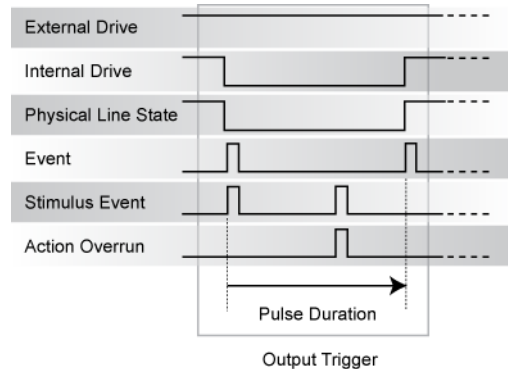 External Drive
Internal Drive
Physical Line State
Event
Stimulus Event
Action Overrun
Pulse Duration
Output Trigger